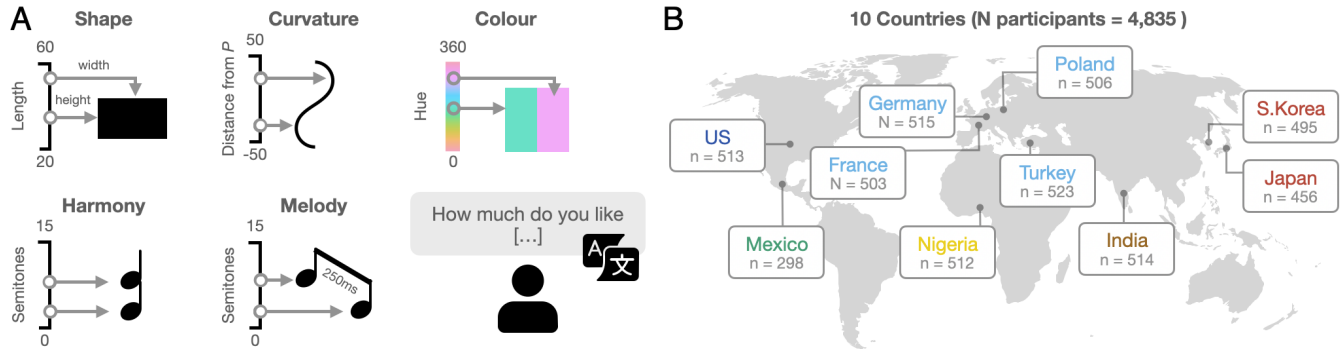 A
Shape
60
Length
width
height
20
Curvature
50
Distance from P
-50
Colour
360
Hue
0
Harmony
15
Semitones
0
Melody
15
Semitones
250ms
0
How much do you like
[...]
A
文
B
10 Countries (N participants = 4,835 )
Poland
n = 506
Germany
N = 515
US
n = 513
France
N = 503
Turkey
n = 523
S.Korea
n = 495
Japan
n = 456
Mexico
n = 298
Nigeria
n = 512
India
n = 514